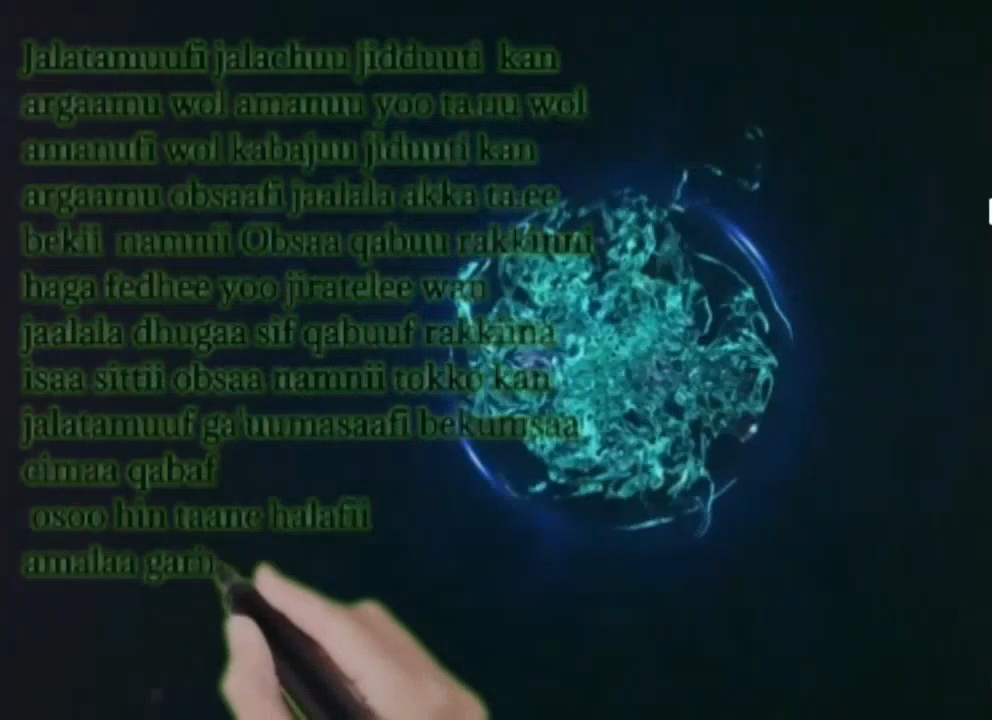 Jalatamuufi jalachuu jidduuti kan
argaamu wol amanuu yoo ta.uu wol
amanufi wol kabajuu jiduuti kan
argaamu obsaafi jaalala akka ta.ee
bekii namnii Obsaa qabuu rakkinni
haga fedhee yoo jiratelee wan
jaalala dhugaa sif qabuuf rakkina
isaa sittii obsaa namnii tokko kan
jalatamuuf ga'uumasaafi bekumsaa
cimaa qabaf
osoo hin taane halafii
amalaa garii